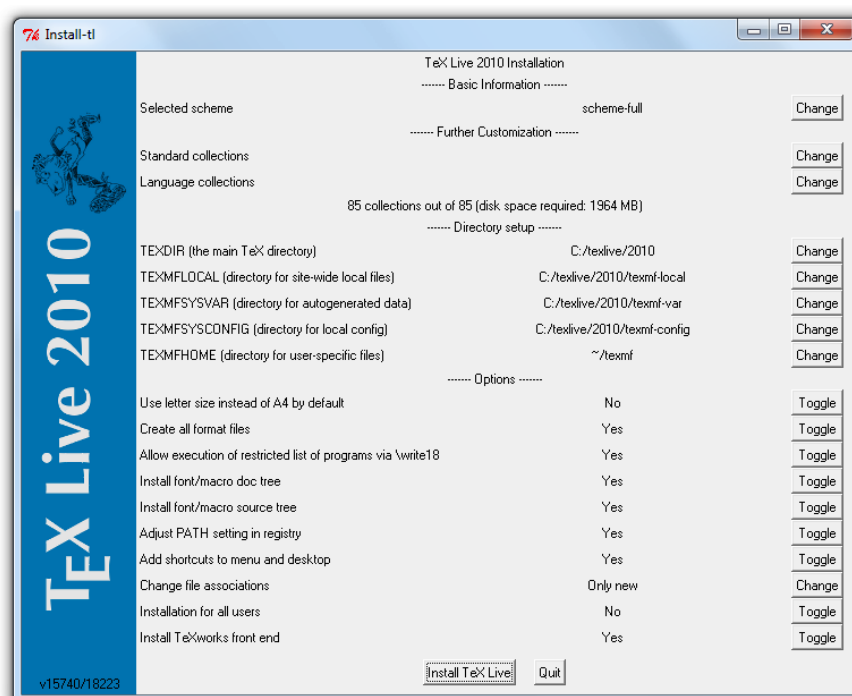 Install-tl
TeX Live 2010 Installation
------- Basic Information -------
Selected scheme scheme-full Change
------- Further Customization -------
Standard collections Change
Language collections Change
85 collections out of 85 (disk space required: 1964 MB)
------- Directory setup -------
TEXDIR (the main TeX directory) C:/texlive/2010 Change
TEXMFLOCAL (directory for site-wide local files) C:/texlive/2010/texmf-local Change
TEXMFSYSVAR (directory for autogenerated data) C:/texlive/2010/texmf-var Change
TEXMFSYSCONFIG (directory for local config) C:/texlive/2010/texmf-config Change
TEXMFHOME (directory for user-specific files) ~/texmf Change
------- Options -------
Use letter size instead of A4 by default No Toggle
Create all format files Yes Toggle
Allow execution of restricted list of programs via \write18 Yes Toggle
Install font/macro doc tree Yes Toggle
Install font/macro source tree Yes Toggle
Adjust PATH setting in registry Yes Toggle
Add shortcuts to menu and desktop Yes Toggle
Change file associations Only new Change
Installation for all users No Toggle
Install TeXworks front end Yes Toggle
Install TeX Live Quit
TEX Live 2010
v15740/18223